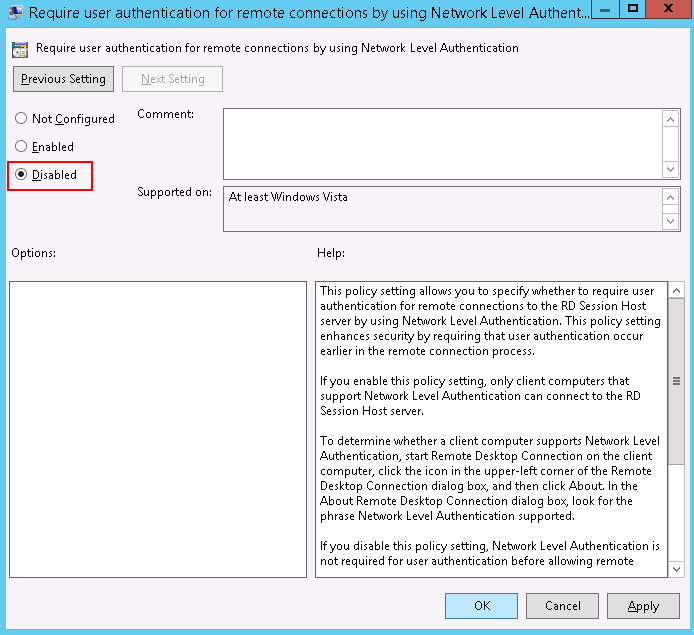 Require user authentication for remote connections by using Network Level Authent...
Require user authentication for remote connections by using Network Level Authentication
Previous Setting
Next Setting
Not Configured
Enabled
Disabled
Comment:
Supported on:
At least Windows Vista
Options:
Help:
This policy setting allows you to specify whether to require user
authentication for remote connections to the RD Session Host
server by using Network Level Authentication. This policy setting
enhances security by requiring that user authentication occur
earlier in the remote connection process.
If you enable this policy setting, only client computers that
support Network Level Authentication can connect to the RD
Session Host server.
To determine whether a client computer supports Network Level
Authentication, start Remote Desktop Connection on the client
computer, click the icon in the upper-left corner of the Remote
Desktop Connection dialog box, and then click About. In the
About Remote Desktop Connection dialog box, look for the
phrase Network Level Authentication supported.
If you disable this policy setting, Network Level Authentication is
not required for user authentication before allowing remote
OK
Cancel
Apply